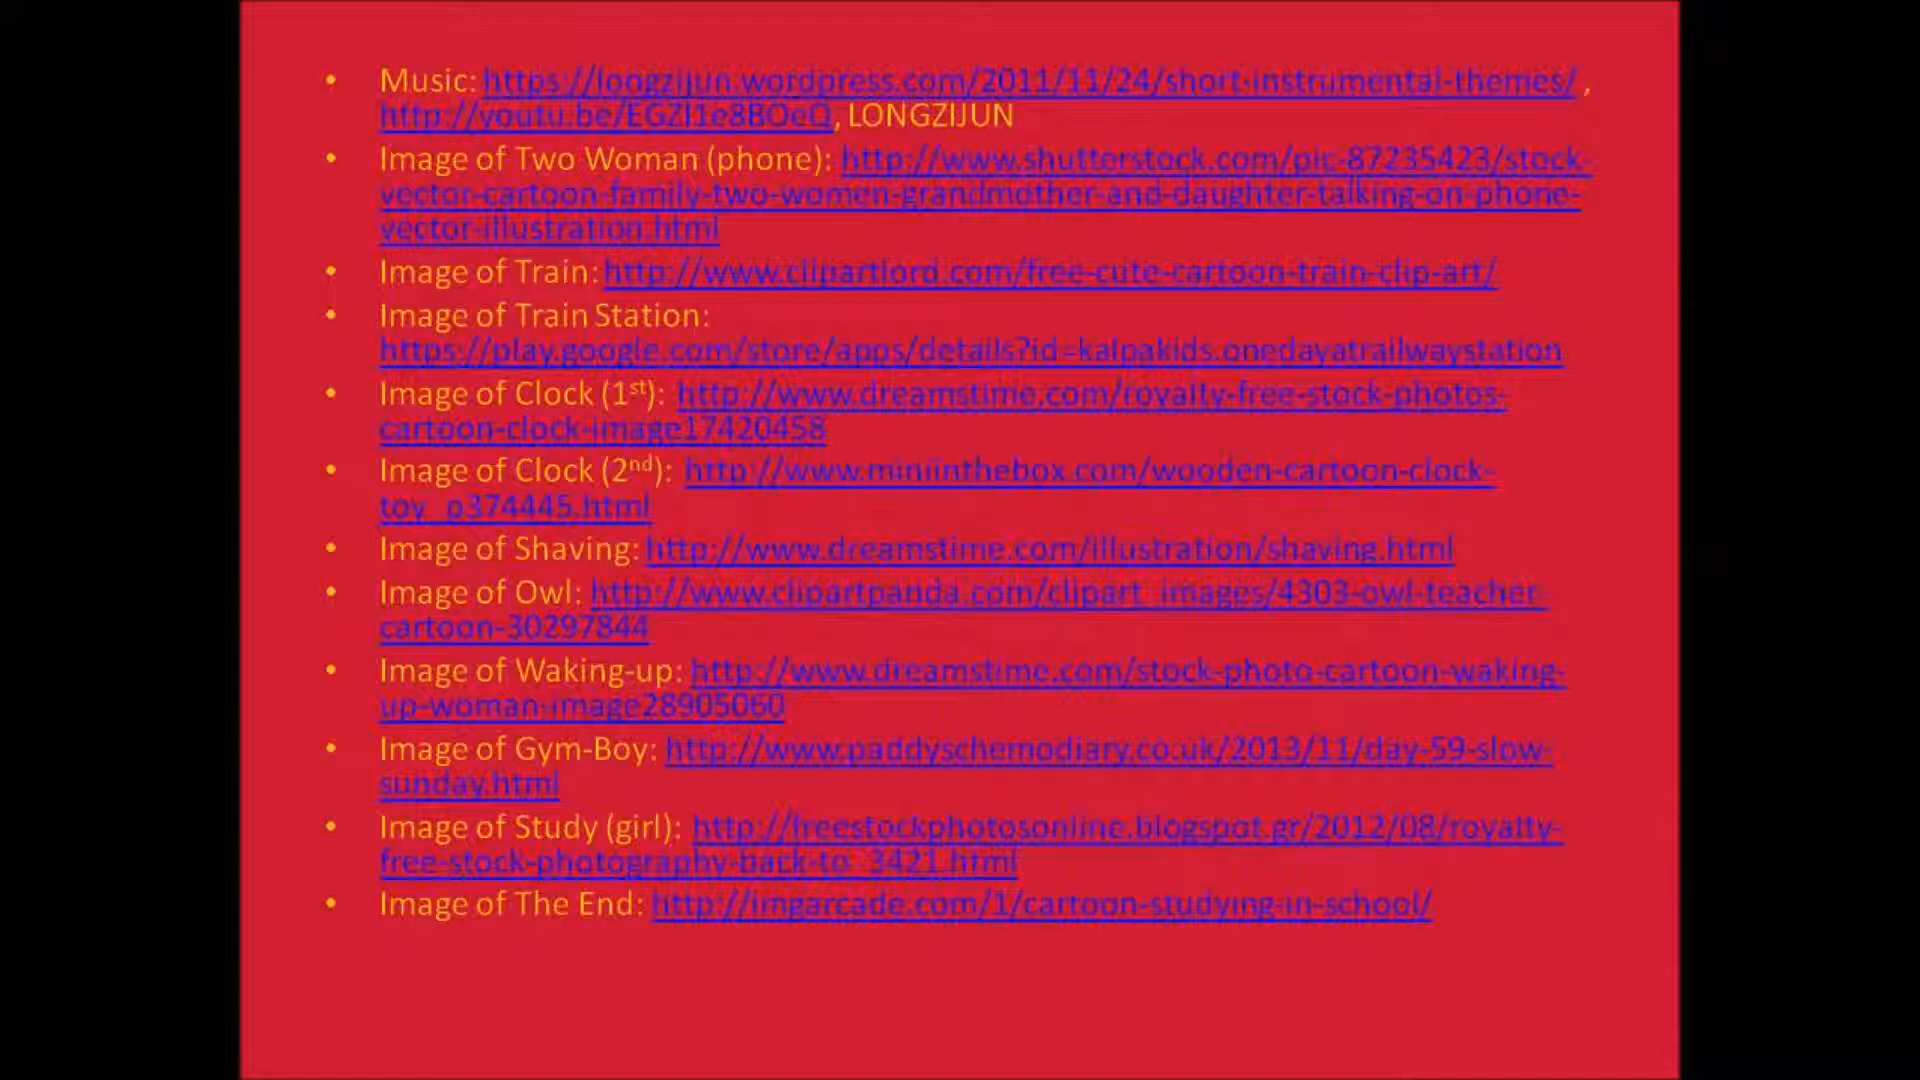 • Music: https://longzijun.wordpress.com/2011/11/24/short-instrumental-themes/ ,
http://youtu.be/EGZl1e8BOeQ, LONGZIJUN
• Image of Two Woman (phone): http://www.shutterstock.com/pic-87235423/stock-
vector-cartoon-family-two-women-grandmother-and-daughter-talking-on-phone-
vector-illustration.html
• Image of Train: http://www.clipartlord.com/free-cute-cartoon-train-clip-art/
• Image of Train Station:
https://play.google.com/store/apps/details?id=kalpakids.onedayatrailwaystation
• Image of Clock (1st): http://www.dreamstime.com/royalty-free-stock-photos-
cartoon-clock-image17420458
• Image of Clock (2nd): http://www.miniinthebox.com/wooden-cartoon-clock-
toy_p374445.html
• Image of Shaving: http://www.dreamstime.com/illustration/shaving.html
• Image of Owl: http://www.clipartpanda.com/clipart_images/4303-owl-teacher-
cartoon-30297844
• Image of Waking-up: http://www.dreamstime.com/stock-photo-cartoon-waking-
up-woman-image28905060
• Image of Gym-Boy: http://www.paddyschemodiary.co.uk/2013/11/day-59-slow-
sunday.html
• Image of Study (girl): http://freestockphotosonline.blogspot.gr/2012/08/royalty-
free-stock-photography-back-to_3421.html
• Image of The End: http://imgarcade.com/1/cartoon-studying-in-school/